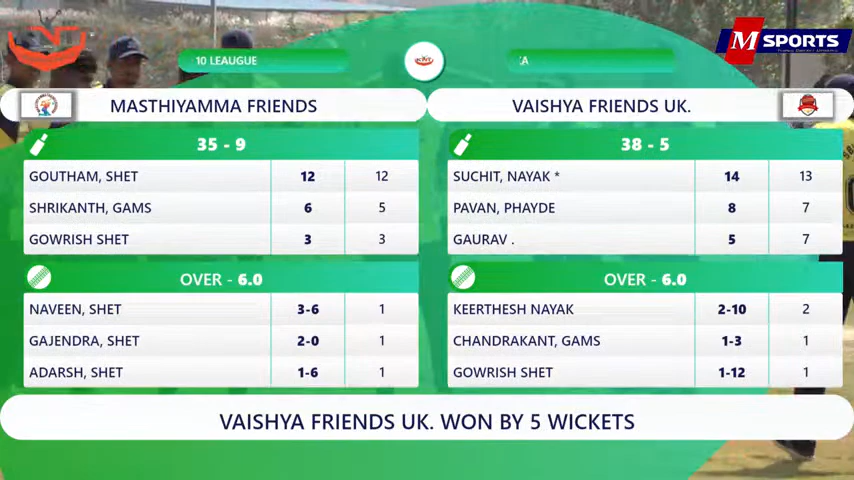 10 LEAUGUE
M SPORTS
MASTHIYAMMA FRIENDS
VAISHYA FRIENDS UK.
35 - 9
38 - 5
GOUTHAM, SHET 12 12
SUCHIT, NAYAK * 14 13
SHRIKANTH, GAMS 6 5
PAVAN, PHAYDE 8 7
GOWRISH SHET 3 3
GAURAV . 5 7
OVER - 6.0
OVER - 6.0
NAVEEN, SHET 3-6 1
KEERTHESH NAYAK 2-10 2
GAJENDRA, SHET 2-0 1
CHANDRAKANT, GAMS 1-3 1
ADARSH, SHET 1-6 1
GOWRISH SHET 1-12 1
VAISHYA FRIENDS UK. WON BY 5 WICKETS